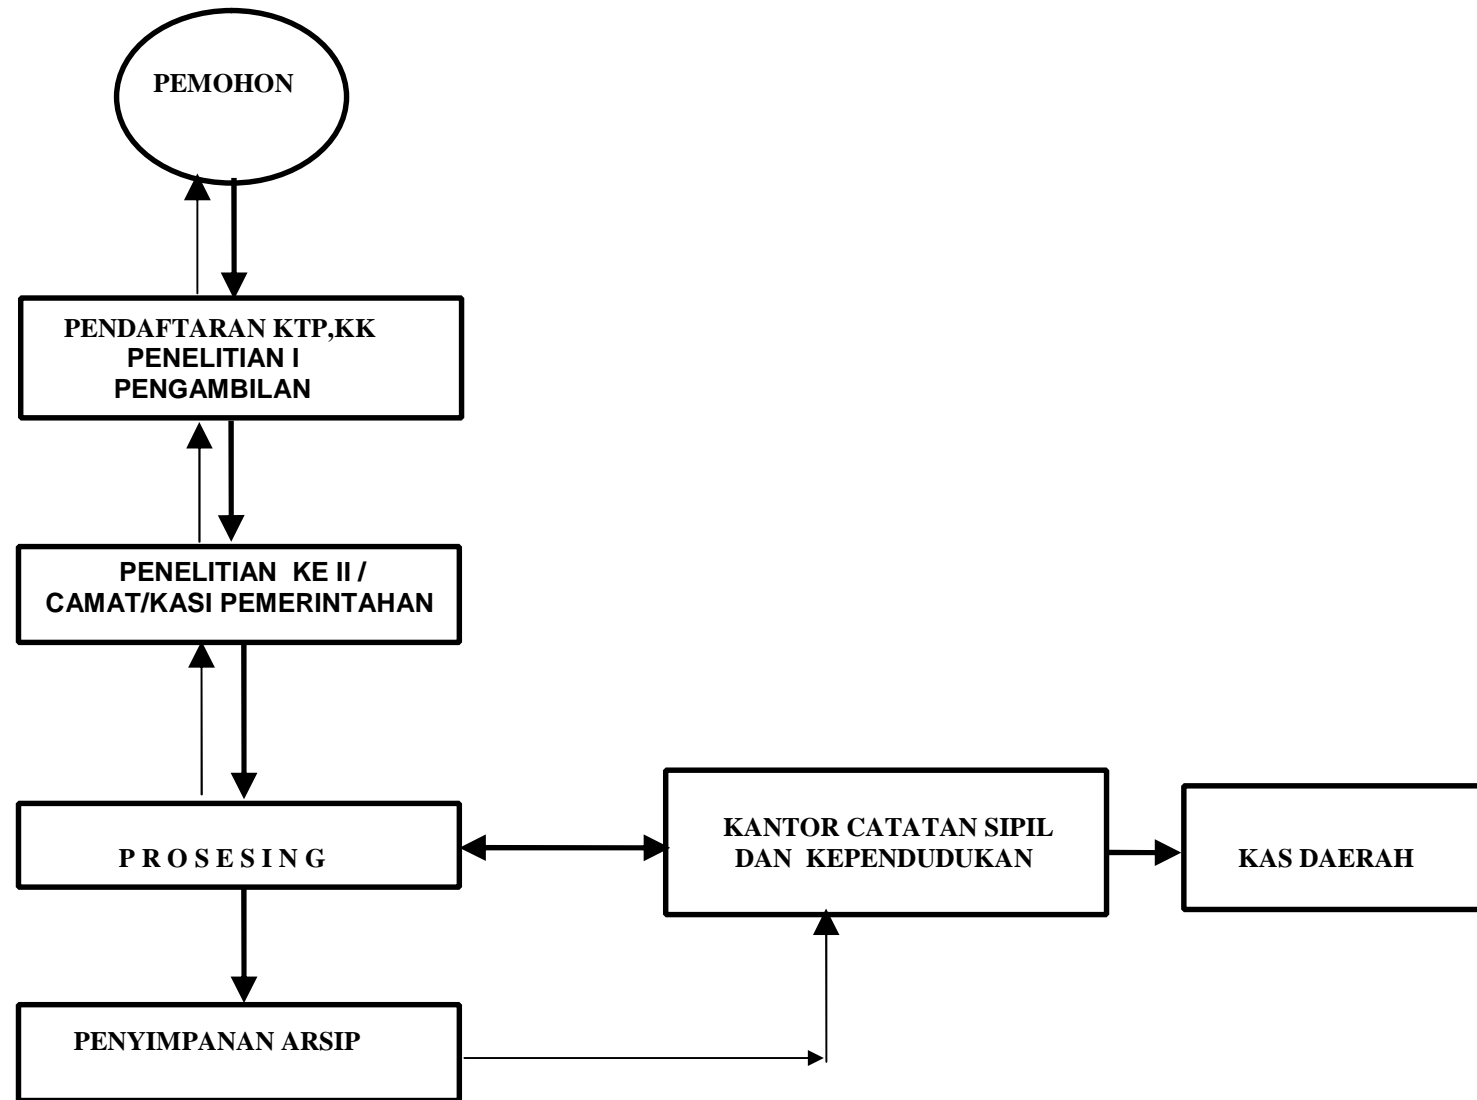 PEMOHON
PENDAFTARAN KTP,KK
PENELITIAN I
PENGAMBILAN
PENELITIAN KE II /
CAMAT/KASI PEMERINTAHAN
P R O S E S I N G
KANTOR CATATAN SIPIL
DAN KEPENDUDUKAN
KAS DAERAH
PENYIMPANAN ARSIP